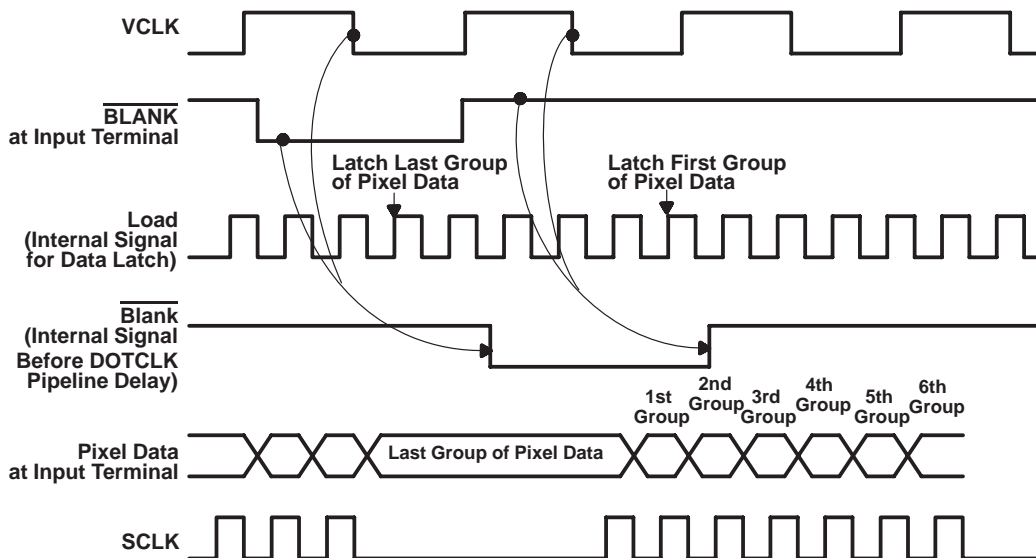 VCLK
BLANK
at Input Terminal
Latch Last Group
of Pixel Data
Latch First Group
of Pixel Data
Load
(Internal Signal
for Data Latch)
Blank
(Internal Signal
Before DOTCLK
Pipeline Delay)
1st
Group
2nd
Group
3rd
Group
4th
Group
5th
Group
6th
Group
Pixel Data
at Input Terminal
Last Group of Pixel Data
SCLK